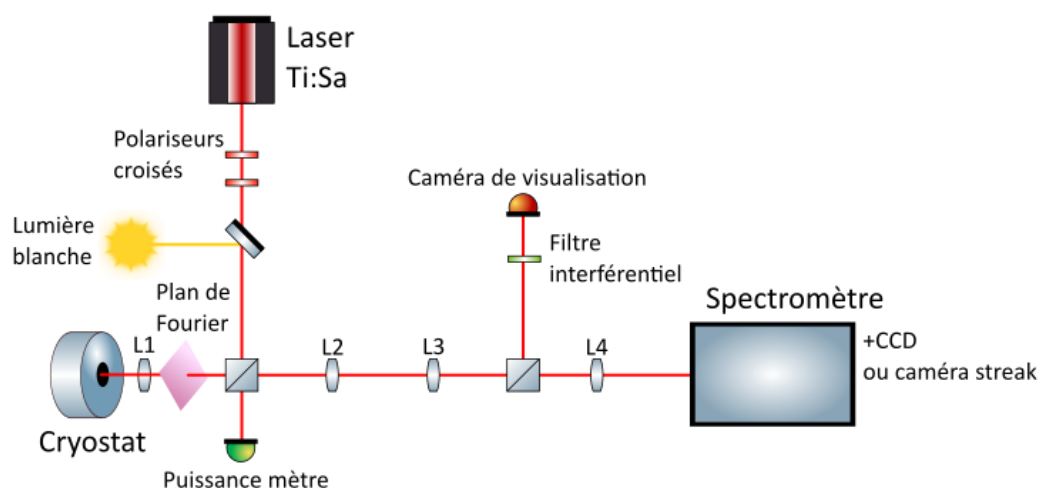 Laser
Ti:Sa
Polariseurs
croisés
Caméra de visualisation
Lumière
blanche
Filtre
interférentiel
Plan de
Fourier
Spectromètre
L1
L2
L3
L4
+CCD
ou caméra streak
Cryostat
Puissance mètre